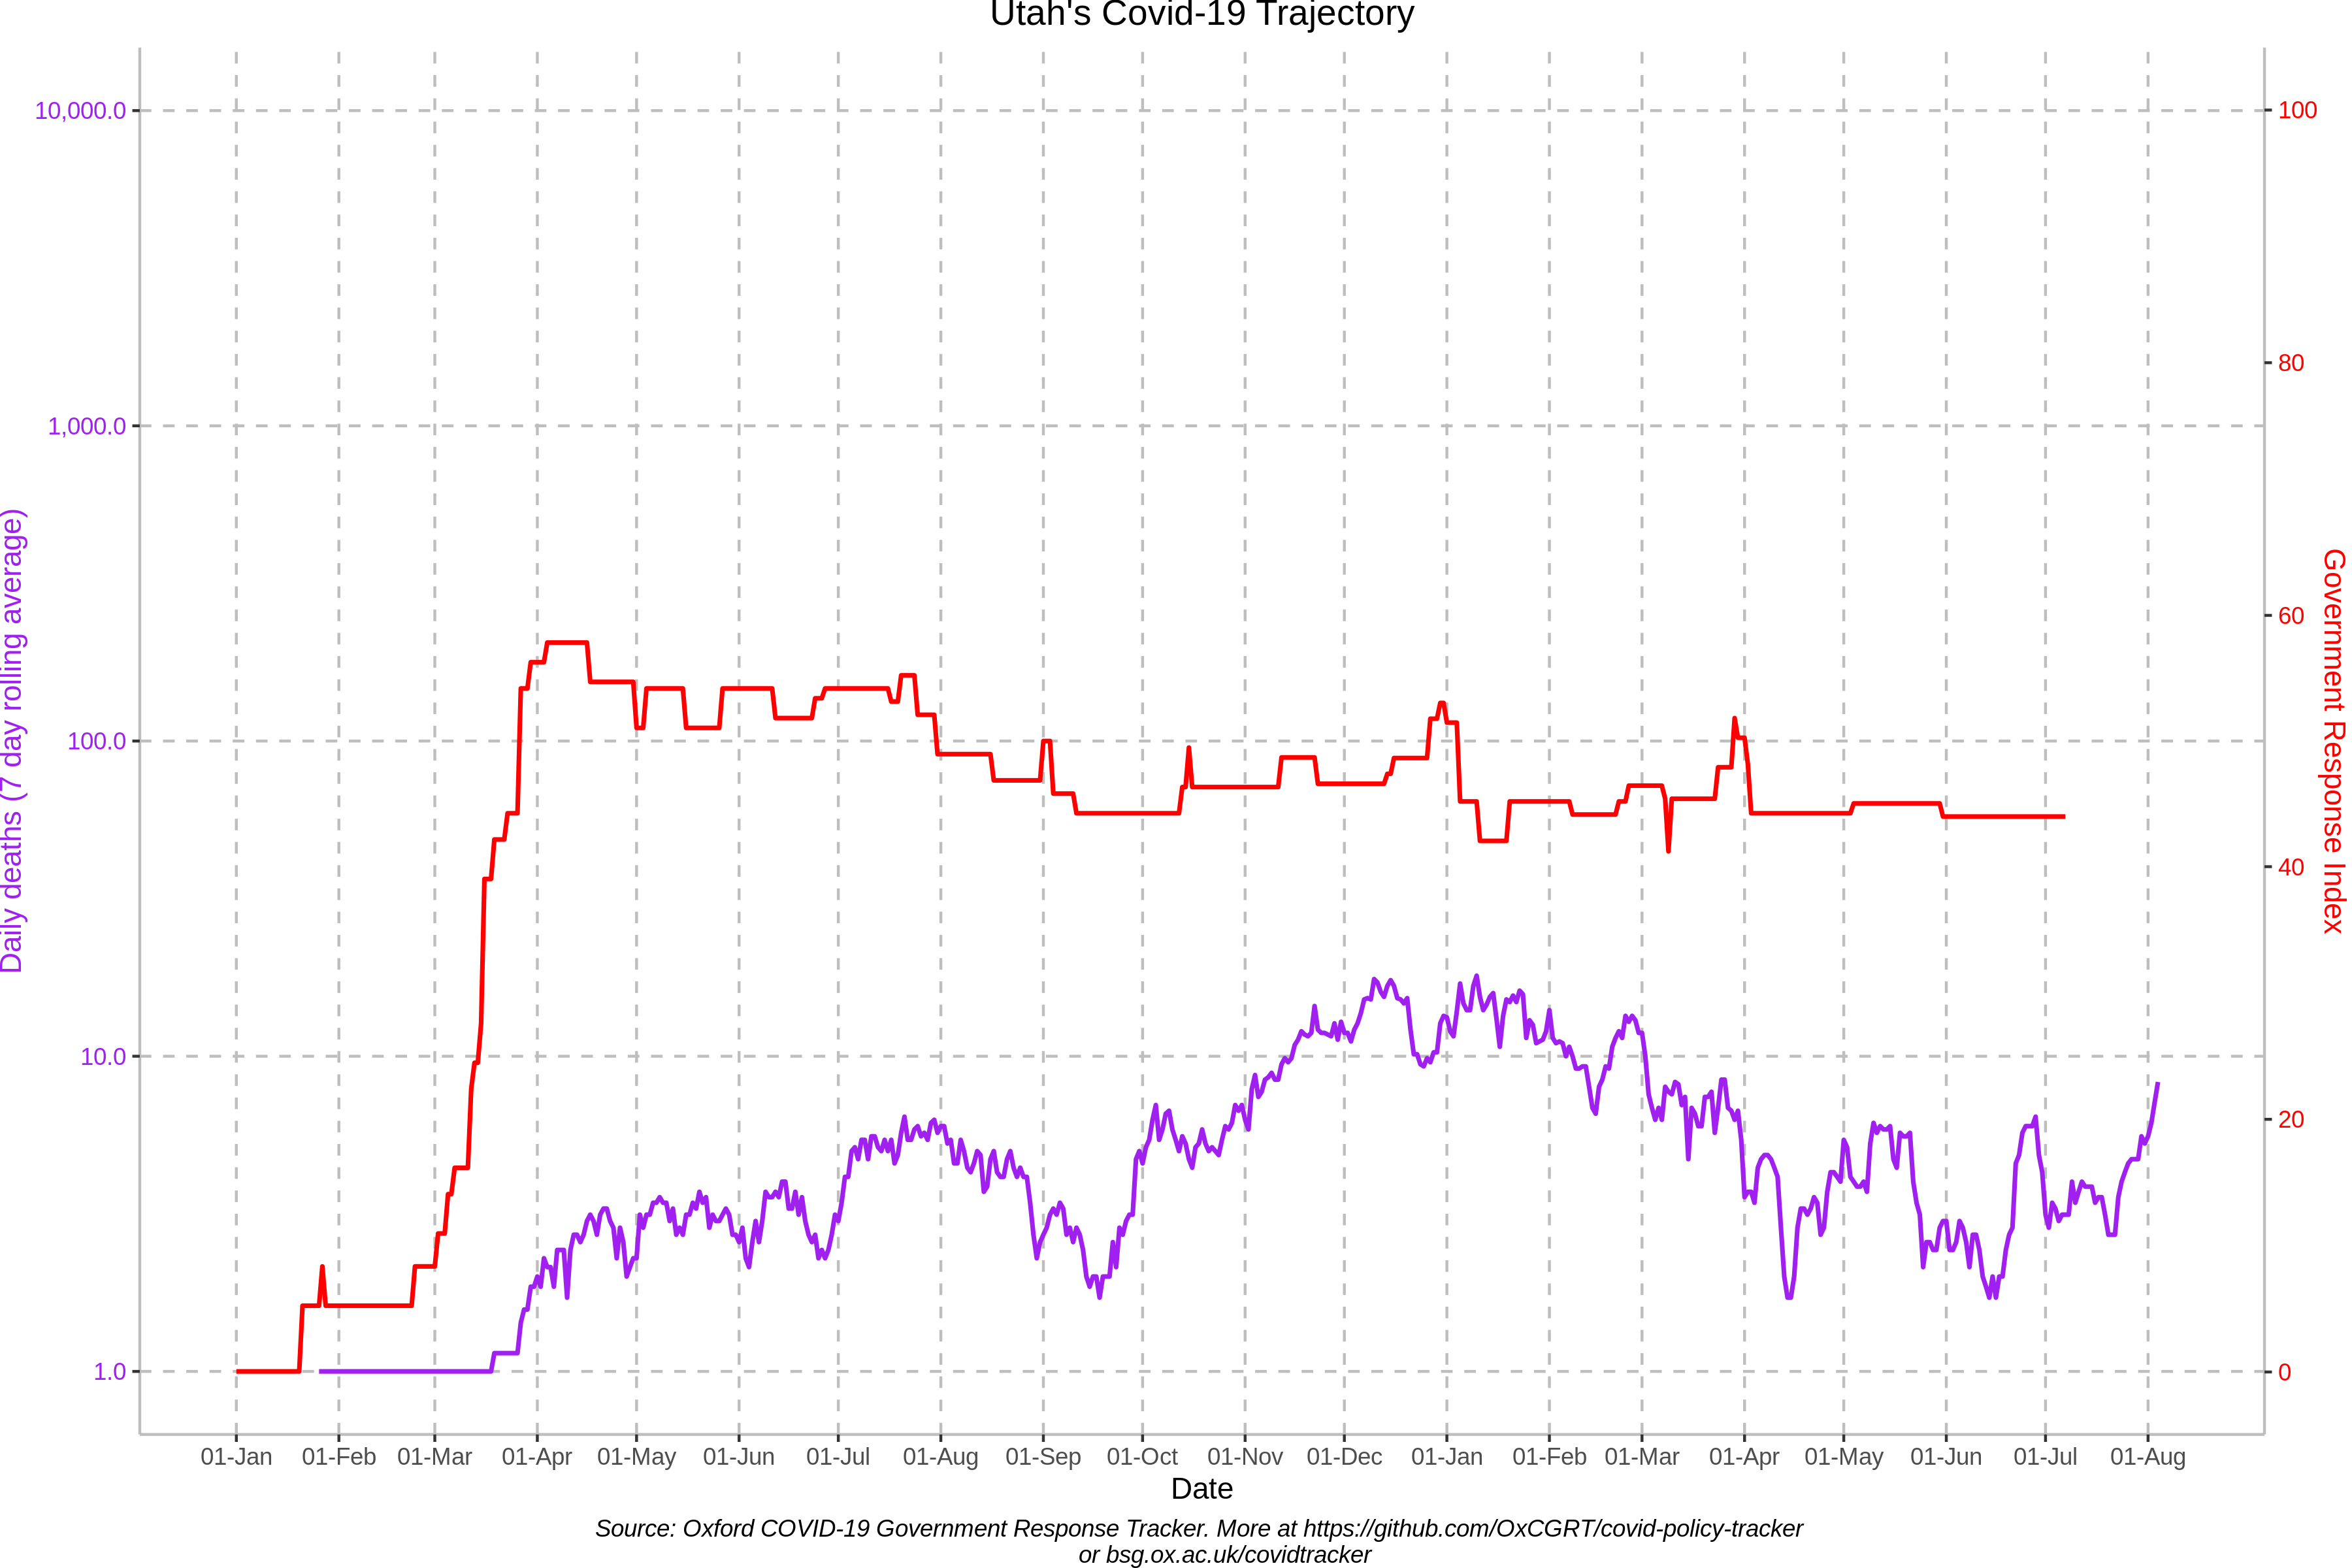 Utah's Covid-19 Trajectory
10,000.0
1,000.0
100.0
10.0
1.0
Daily deaths (7 day rolling average)
100
80
60
40
20
0
Government Response Index
01-Jan 01-Feb 01-Mar 01-Apr 01-May 01-Jun 01-Jul 01-Aug 01-Sep 01-Oct 01-Nov 01-Dec 01-Jan 01-Feb 01-Mar 01-Apr 01-May 01-Jun 01-Jul 01-Aug
Date
Source: Oxford COVID-19 Government Response Tracker. More at https://github.com/OxCGRT/covid-policy-tracker
or bsg.ox.ac.uk/covidtracker